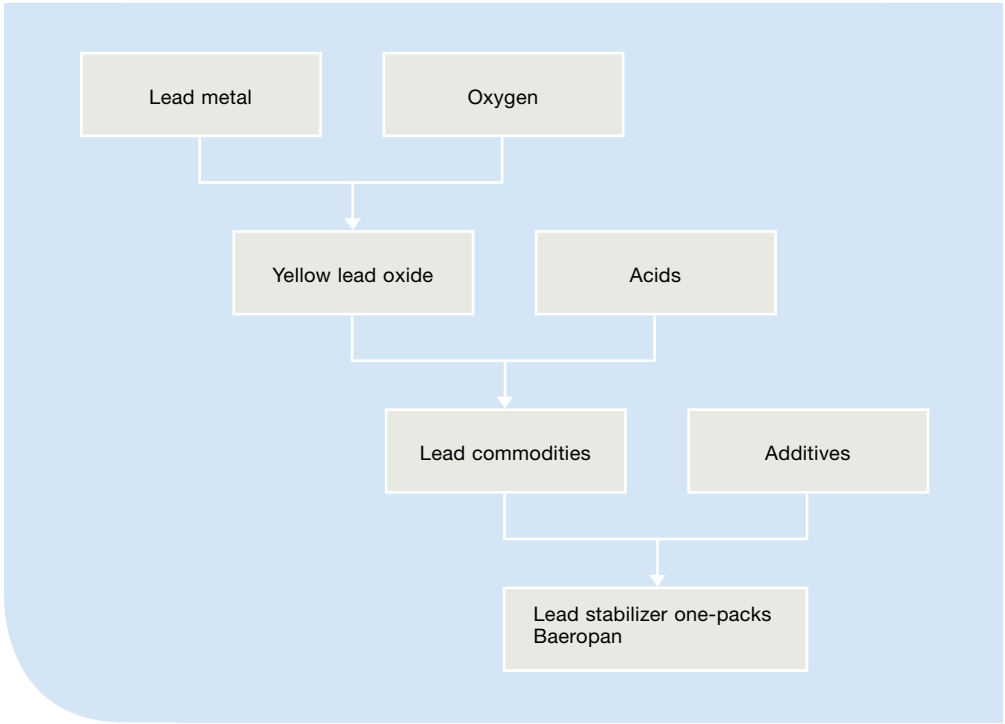 Lead metal
Oxygen
Yellow lead oxide
Acids
Lead commodities
Additives
Lead stabilizer one-packs
Baeropan